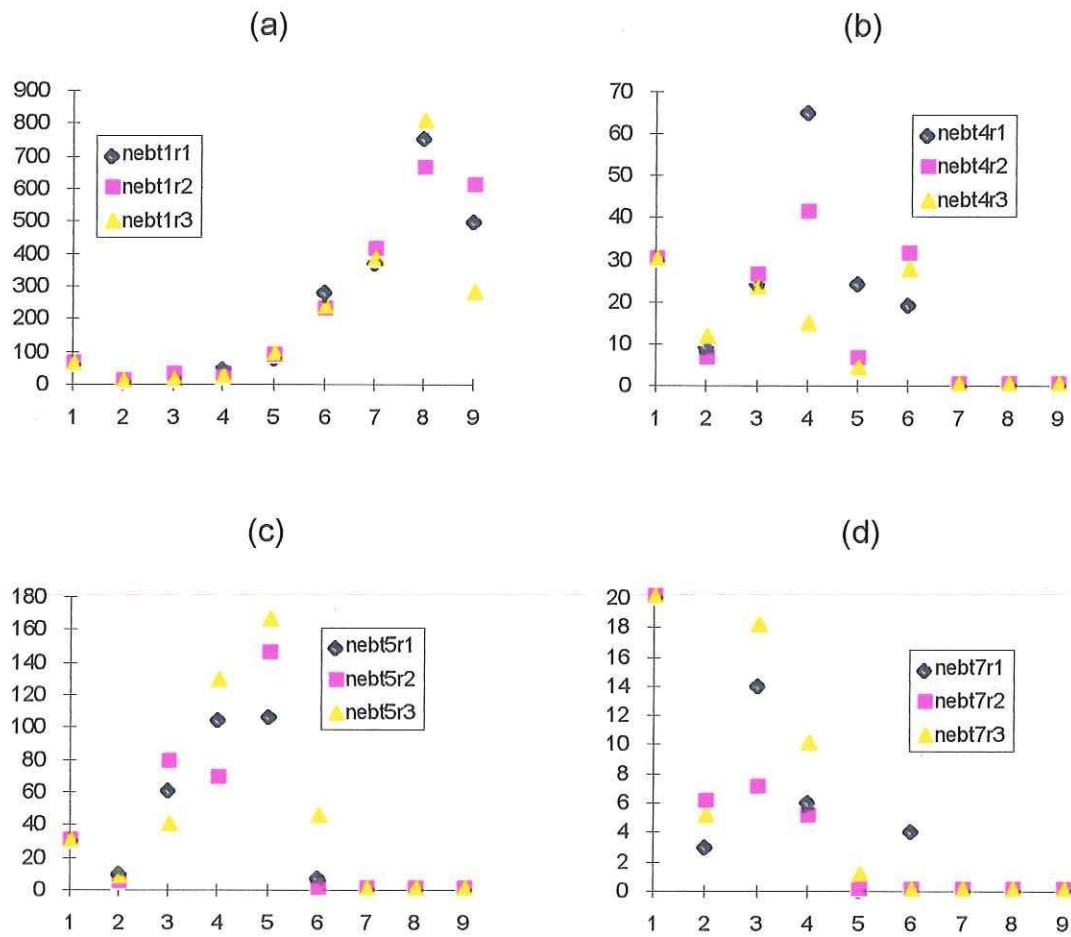 (a)
900
800
700
600
500
400
300
200
100
0
nebt1r1
nebt1r2
nebt1r3
1 2 3 4 5 6 7 8 9
(b)
70
60
50
40
30
20
10
0
nebt4r1
nebt4r2
nebt4r3
1 2 3 4 5 6 7 8 9
(c)
180
160
140
120
100
80
60
40
20
0
nebt5r1
nebt5r2
nebt5r3
1 2 3 4 5 6 7 8 9
(d)
20
18
16
14
12
10
8
6
4
2
0
nebt7r1
nebt7r2
nebt7r3
1 2 3 4 5 6 7 8 9